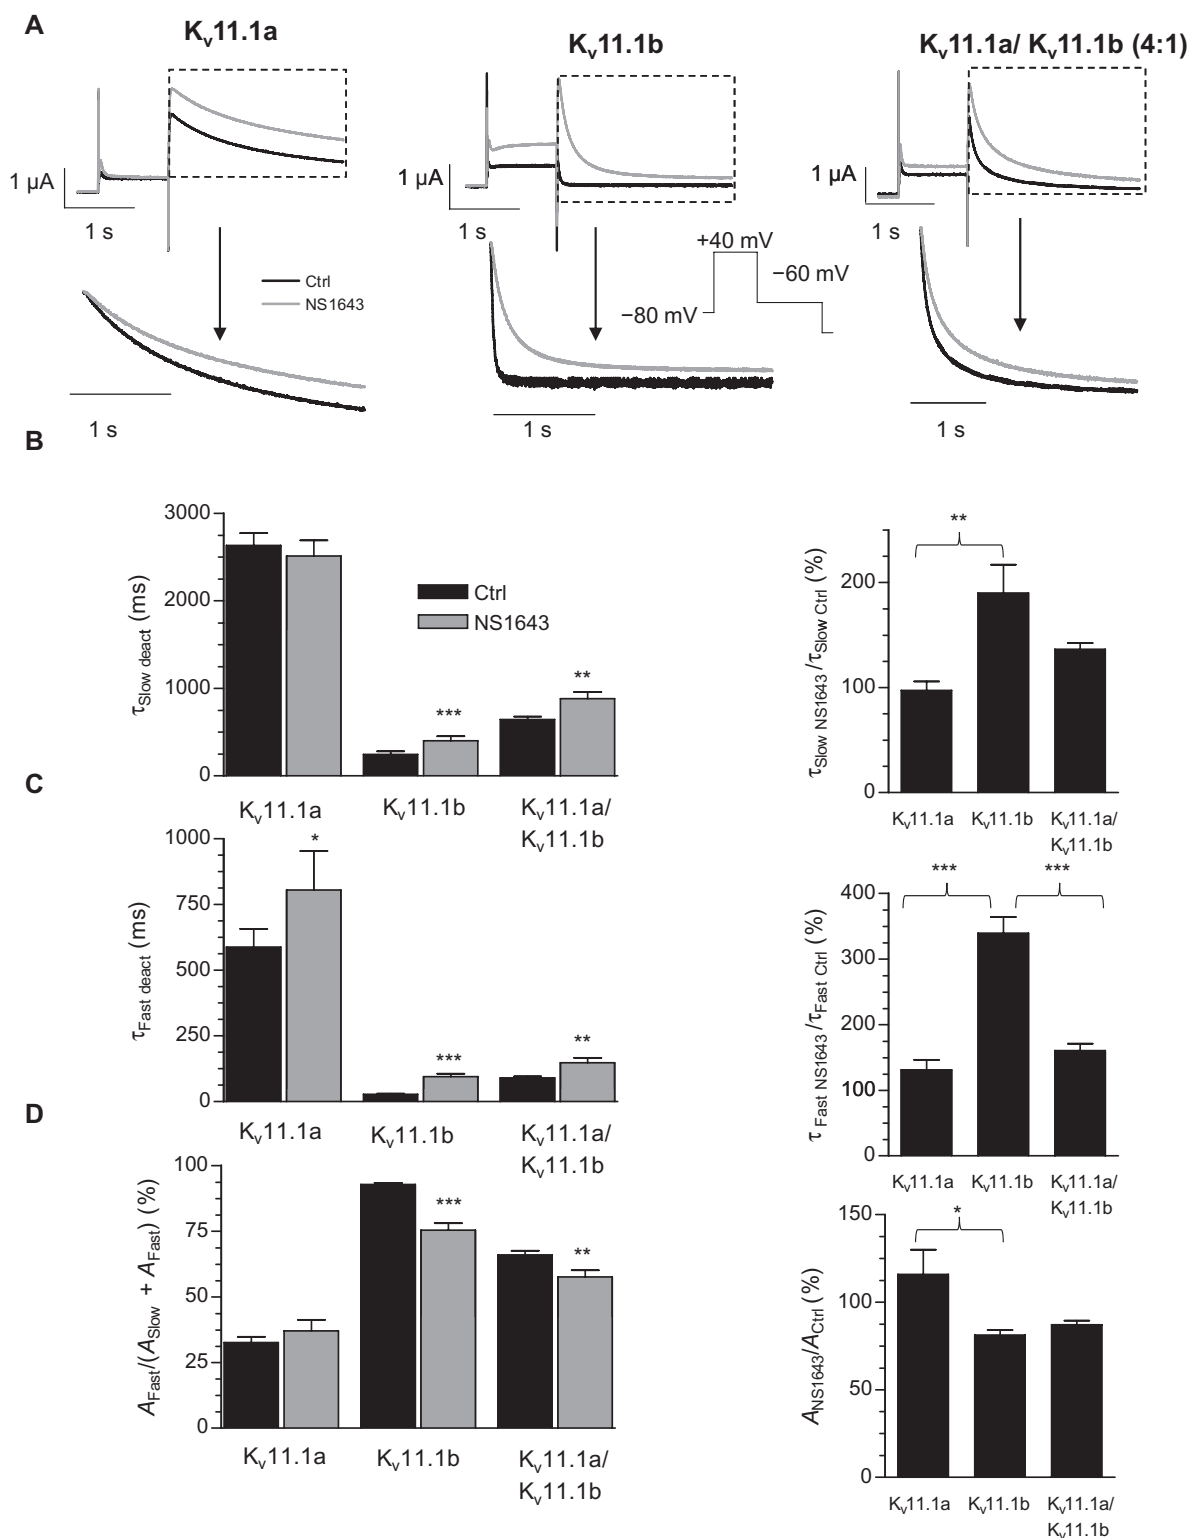 A
Kv11.1a
Kv11.1b
Kv11.1a/ Kv11.1b (4:1)
1 µA
1 s
1 µA
1 s
1 µA
1 s
Ctrl
NS1643
+40 mV
−60 mV
−80 mV
1 s
1 s
1 s
B
τSlow deact (ms)
3000
2000
1000
0
Ctrl
NS1643
***
**
Kv11.1a
Kv11.1b
Kv11.1a/
Kv11.1b
τSlow NS1643/τSlow Ctrl (%)
200
100
0
**
Kv11.1a
Kv11.1b
Kv11.1a/
Kv11.1b
C
τFast deact (ms)
1000
750
500
250
0
*
***
**
Kv11.1a
Kv11.1b
Kv11.1a/
Kv11.1b
τFast NS1643/τFast Ctrl (%)
400
300
200
100
0
***
***
Kv11.1a
Kv11.1b
Kv11.1a/
Kv11.1b
D
AFast/(ASlow + AFast) (%)
100
75
50
25
0
***
**
Kv11.1a
Kv11.1b
Kv11.1a/
Kv11.1b
ANS1643/ACtrl (%)
150
100
50
0
*
Kv11.1a
Kv11.1b
Kv11.1a/
Kv11.1b